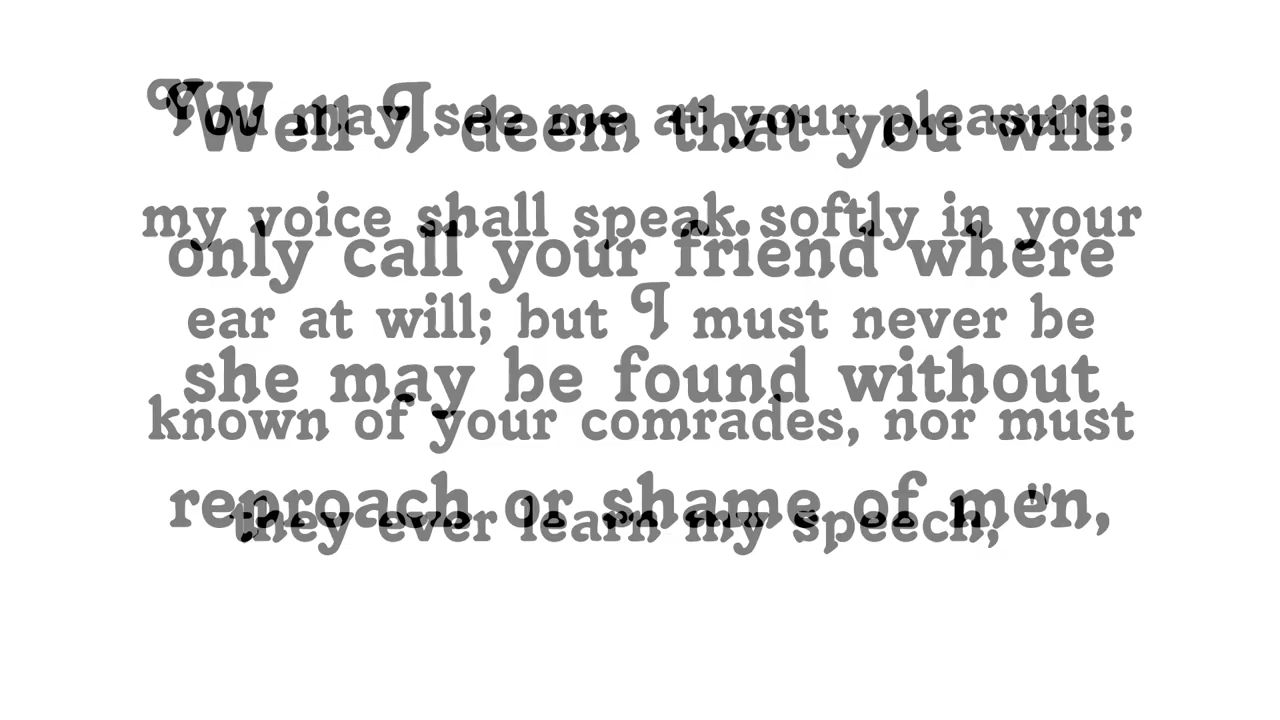 You may see me at your pleasure;
my voice shall speak softly in your
ear at will; but I must never be
known of your comrades, nor must
they ever learn my speech, "
Well I deem that you will
only call your friend where
she may be found without
reproach or shame of men,